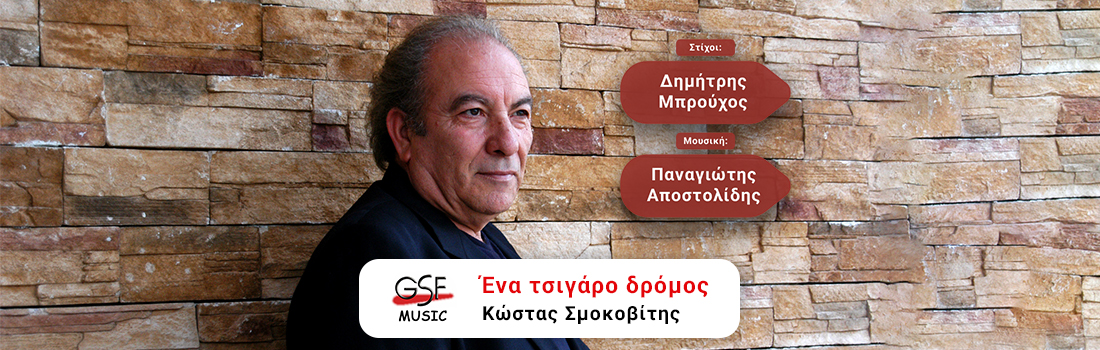 Στίχοι:
Δημήτρης
Μπρούχος
Μουσική:
Παναγιώτης
Αποστολίδης
GSF
MUSIC
Ένα τσιγάρο δρόμος
Κώστας Σμοκοβίτης